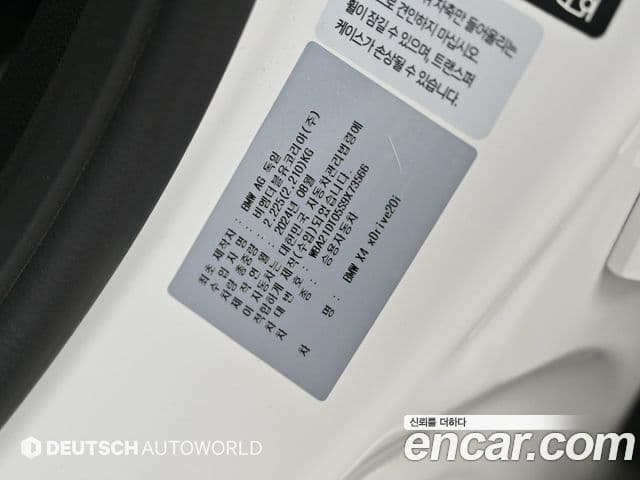 자축만 들어올리는
로 견인하지 마십시오.
휠이 잠길 수 있으며, 트랜스퍼
케이스가 손상될 수 있습니다.
최초 제작자 : BMW AG 독일
수입자명 : 비엠더블유코리아(주)
차량 총중량 : 2,225(2,210)KG
제작연월 : 2024년 08월
이 자동차는 대한민국 자동차관리법령에
적합하게 제작(수입)되었습니다.
차대번호 :
차 종 : 승용자동차
차 명 : BMW X4 xDrive20i
DEUTSCH AUTOWORLD
신뢰를 더하다
encar.com